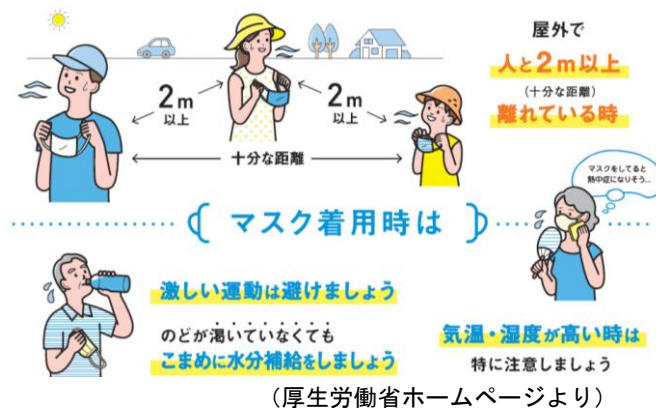 屋外で
人と2m以上
(十分な距離)
離れている時
2m
以上
2m
以上
十分な距離
マスクをしてると
熱中症になりそう…
マスク着用時は
激しい運動は避けましょう
のどが渇いていなくても
こまめに水分補給をしましょう
気温・湿度が高い時は
特に注意しましょう
（厚生労働省ホームページより）